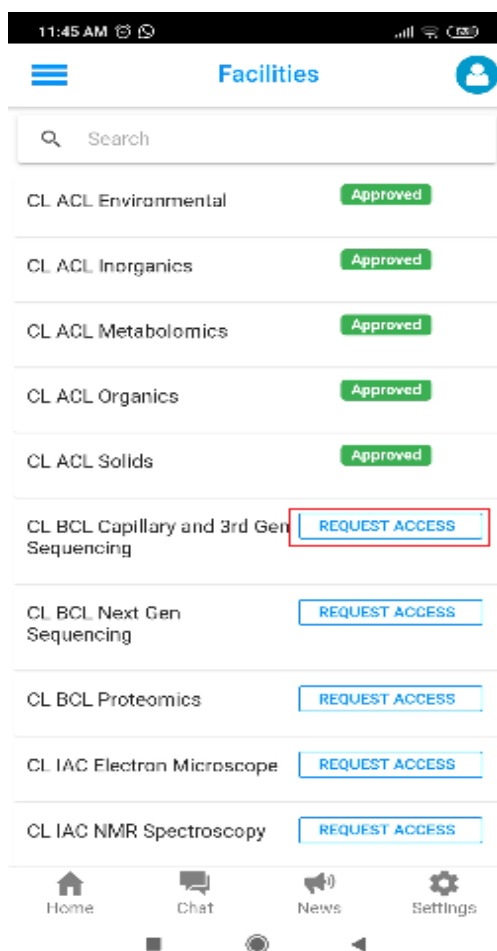 11:45 AM
Facilities
Search
CL ACL Environmental
Approved
CL ACL Inorganics
Approved
CL ACL Metabolomics
Approved
CL ACL Organics
Approved
CL ACL Solids
Approved
CL BCL Capillary and 3rd Gen
Sequencing
REQUEST ACCESS
CL BCL Next Gen
Sequencing
REQUEST ACCESS
CL BCL Proteomics
REQUEST ACCESS
CL IAC Electron Microscope
REQUEST ACCESS
CL IAC NMR Spectroscopy
REQUEST ACCESS
Home
Chat
News
Settings